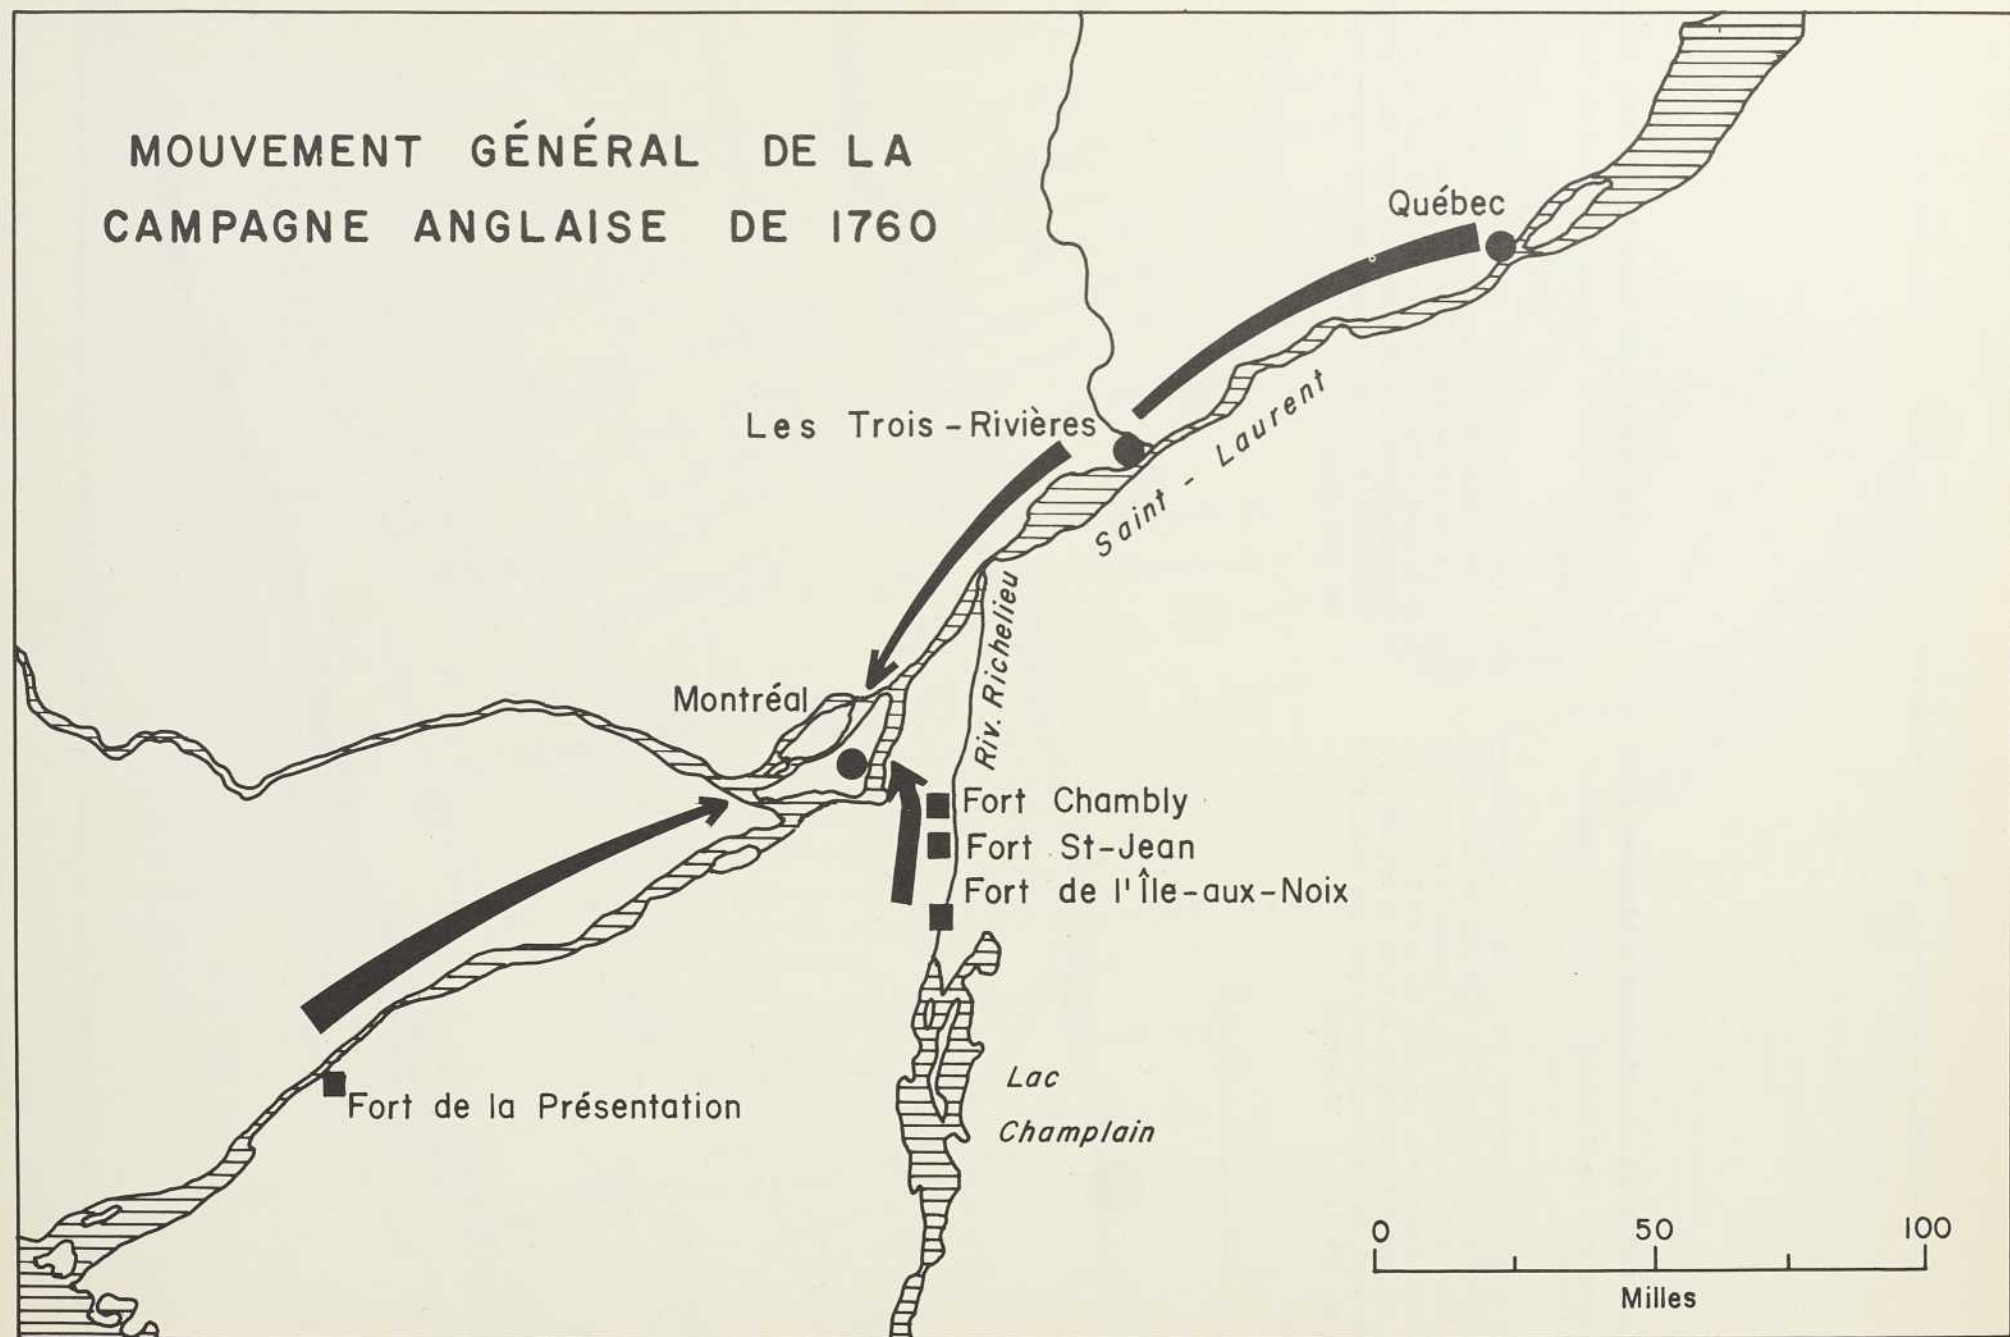 MOUVEMENT GÉNÉRAL DE LA
CAMPAGNE ANGLAISE DE 1760
Québec
Les Trois-Rivières
Saint - Laurent
Riv. Richelieu
Montréal
Fort Chambly
Fort St-Jean
Fort de l'Île-aux-Noix
Fort de la Présentation
Lac
Champlain
0 50 100
Milles